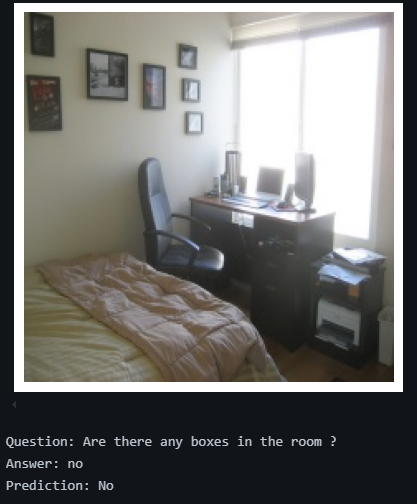 Question: Are there any boxes in the room ?
Answer: no
Prediction: No